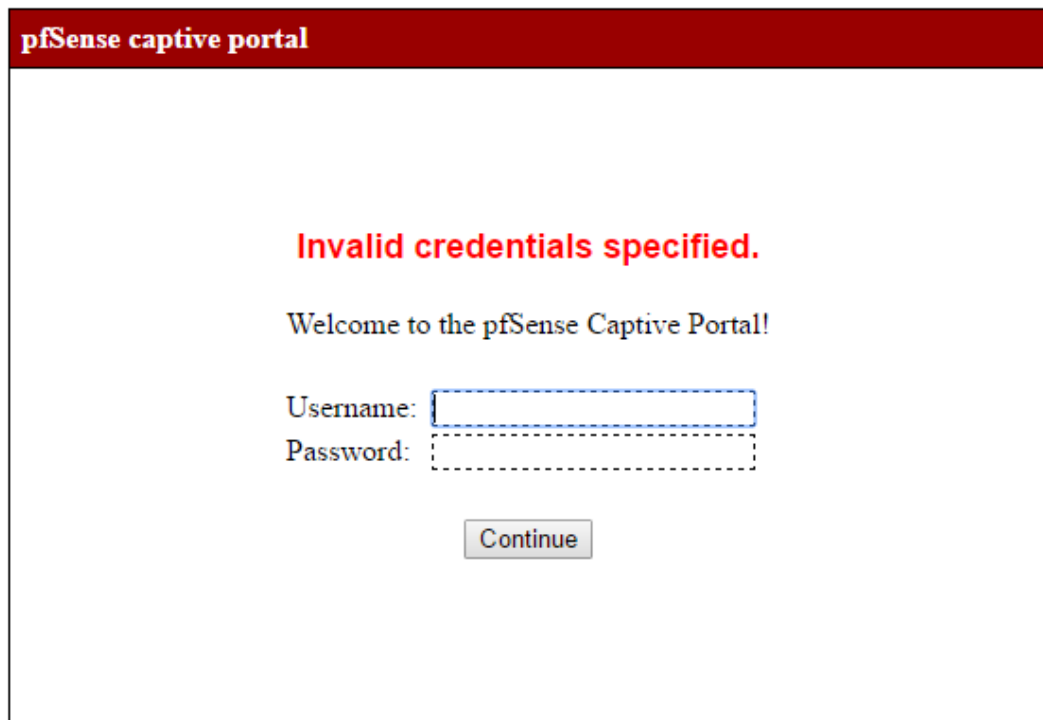 pfSense captive portal
Invalid credentials specified.
Welcome to the pfSense Captive Portal!
Username:
Password:
Continue